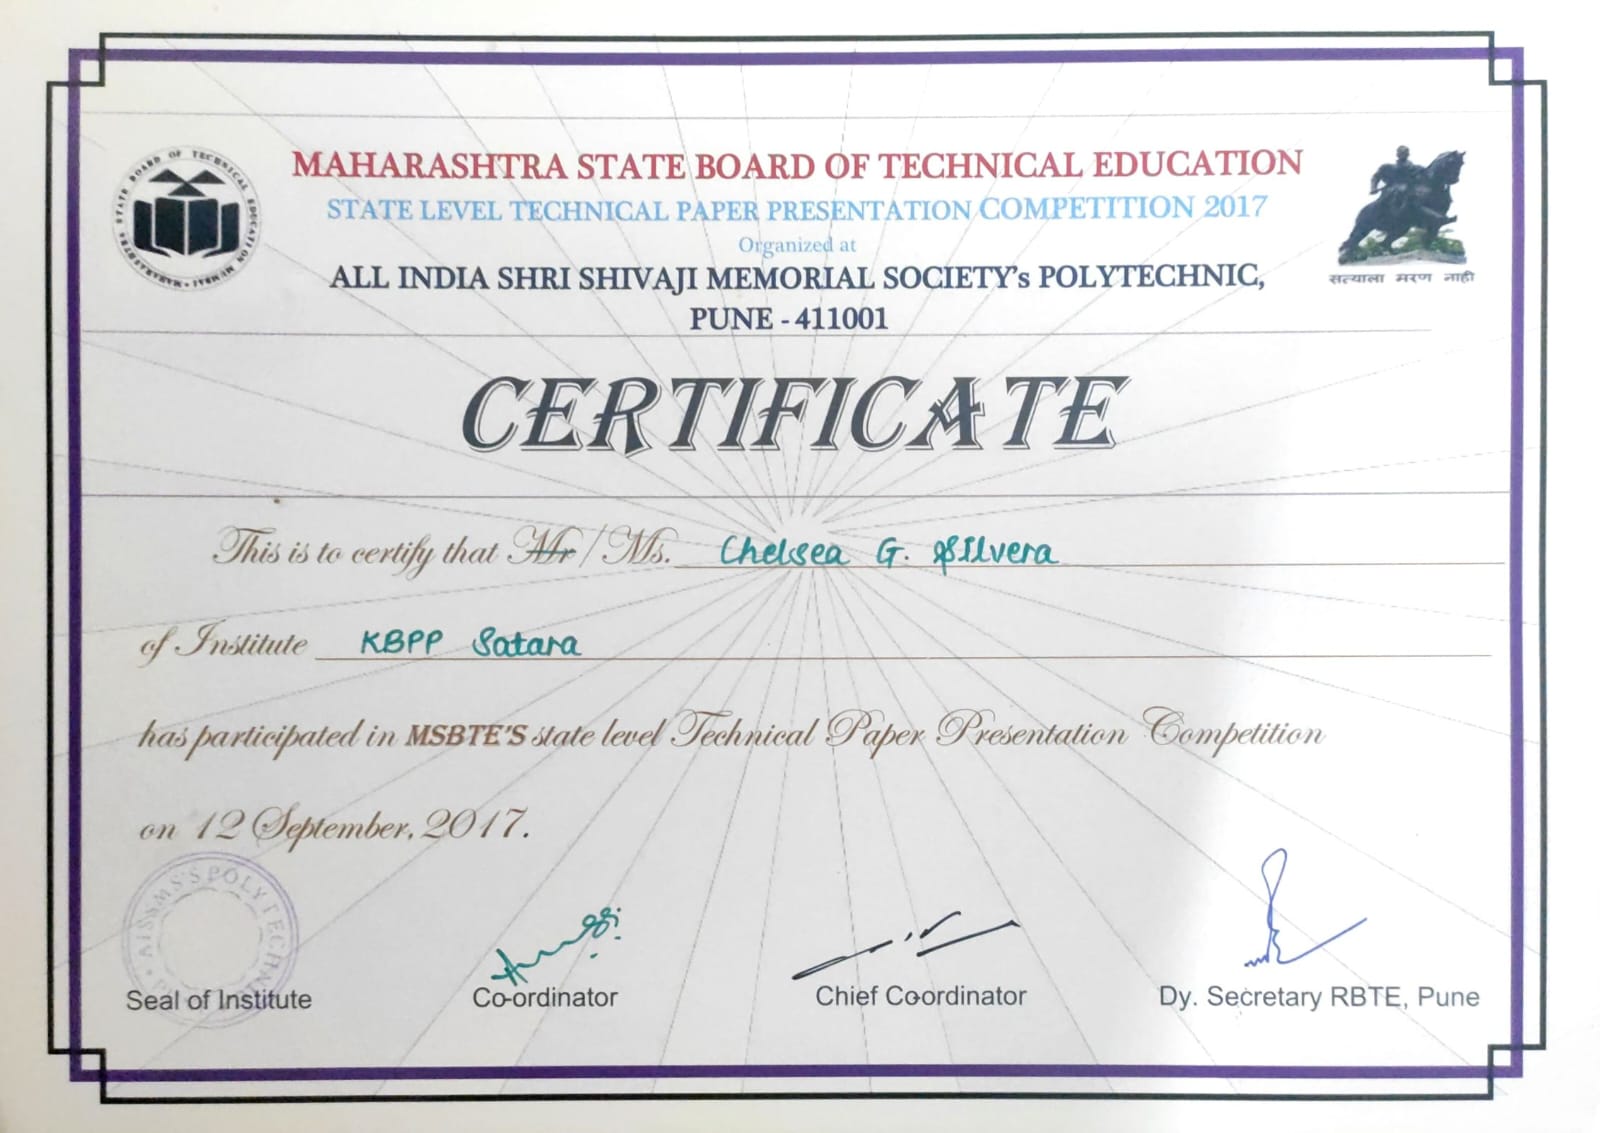 MAHARASHTRA STATE BOARD OF TECHNICAL EDUCATION
STATE LEVEL TECHNICAL PAPER PRESENTATION COMPETITION 2017
Organized at
ALL INDIA SHRI SHIVAJI MEMORIAL SOCIETY's POLYTECHNIC,
PUNE - 411001
MAHARASHTRA STATE BOARD OF TECHNICAL EDUCATION MUMBAI
सत्याला मरण नाही
CERTIFICATE
This is to certify that Mr / Ms. Chelsea G. Silvera
of Institute KBPP Satara
has participated in MSBTE'S state level Technical Paper Presentation Competition
on 12 September, 2017.
AISSMS'S POLYTECHNIC
Seal of Institute
Co-ordinator
Chief Co-ordinator
Dy. Secretary RBTE, Pune